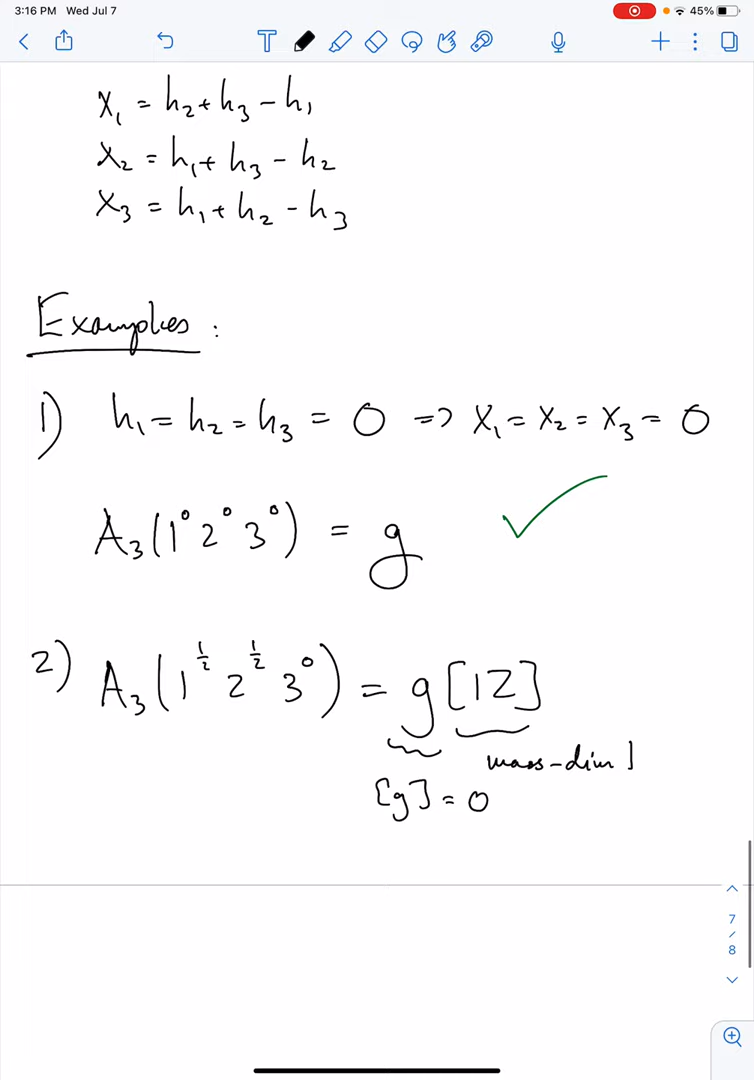 3:16 PM Wed Jul 7 45%
T
x₁ = h₂ + h₃ - h₁
x₂ = h₁ + h₃ - h₂
x₃ = h₁ + h₂ - h₃
Examples :
1) h₁ = h₂ = h₃ = 0 => x₁ = x₂ = x₃ = 0
A₃(1⁰ 2⁰ 3⁰) = g ✓
2) A₃(1^½ 2^½ 3⁰) = g [12]
mass-dim 1
[g] = 0
7
/
8